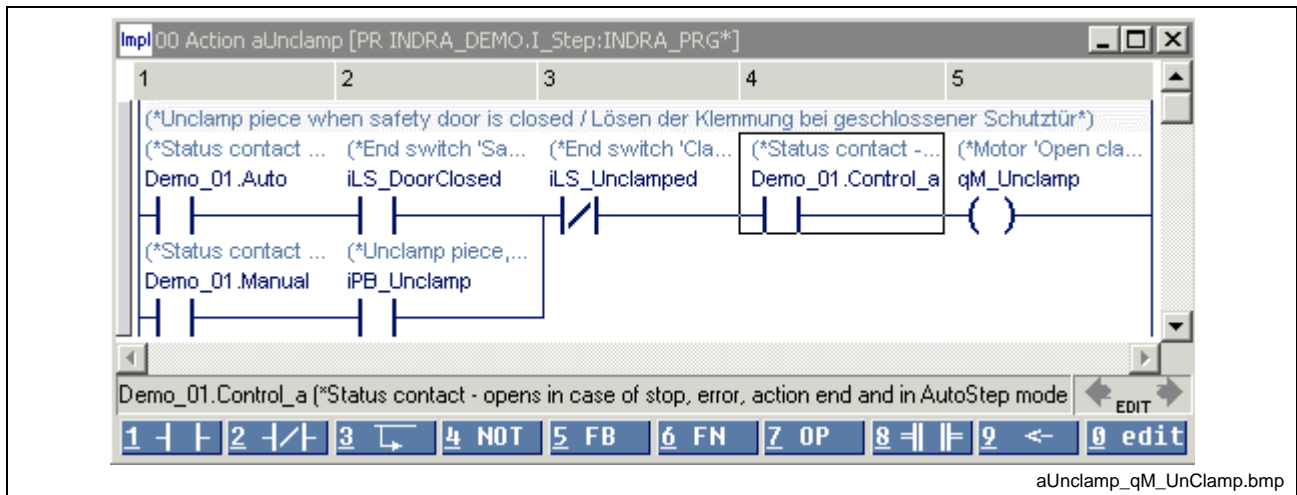 Impl 00 Action aUnclamp [PR INDRA_DEMO.I_Step:INDRA_PRG*]
1 2 3 4 5
(*Unclamp piece when safety door is closed / Lösen der Klemmung bei geschlossener Schutztür*)
(*Status contact ... (*End switch 'Sa... (*End switch 'Cla... (*Status contact -... (*Motor 'Open cla...
Demo_01.Auto iLS_DoorClosed iLS_Unclamped Demo_01.Control_a qM_Unclamp
(*Status contact ... (*Unclamp piece,...
Demo_01.Manual iPB_Unclamp
Demo_01.Control_a (*Status contact - opens in case of stop, error, action end and in AutoStep mode
EDIT
1 2 3 4 NOT 5 FB 6 FN 7 OP 8 9 <- 0 edit
aUnclamp_qM_UnClamp.bmp